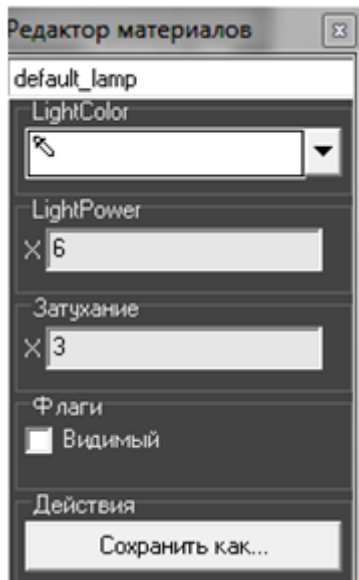 Редактор материалов
default_lamp
LightColor
LightPower
X 6
Затухание
X 3
Флаги
Видимый
Действия
Сохранить как...